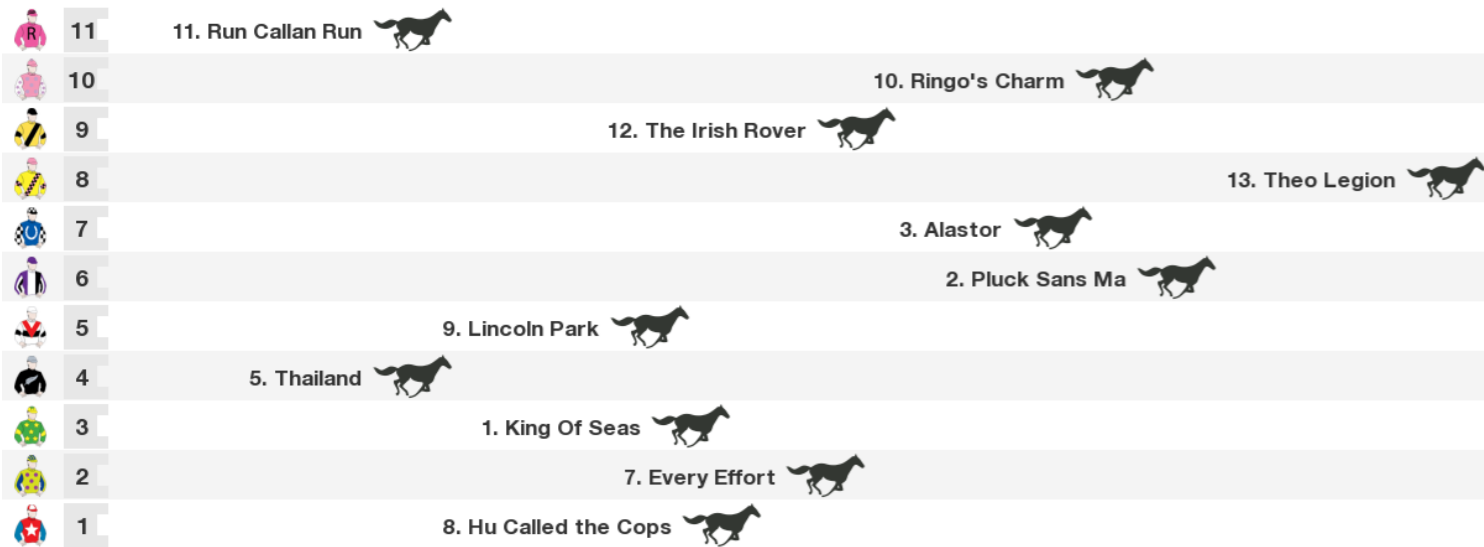 R
11 11. Run Callan Run
10 10. Ringo's Charm
9 12. The Irish Rover
8 13. Theo Legion
7 3. Alastor
6 2. Pluck Sans Ma
5 9. Lincoln Park
4 5. Thailand
3 1. King Of Seas
2 7. Every Effort
1 8. Hu Called the Cops